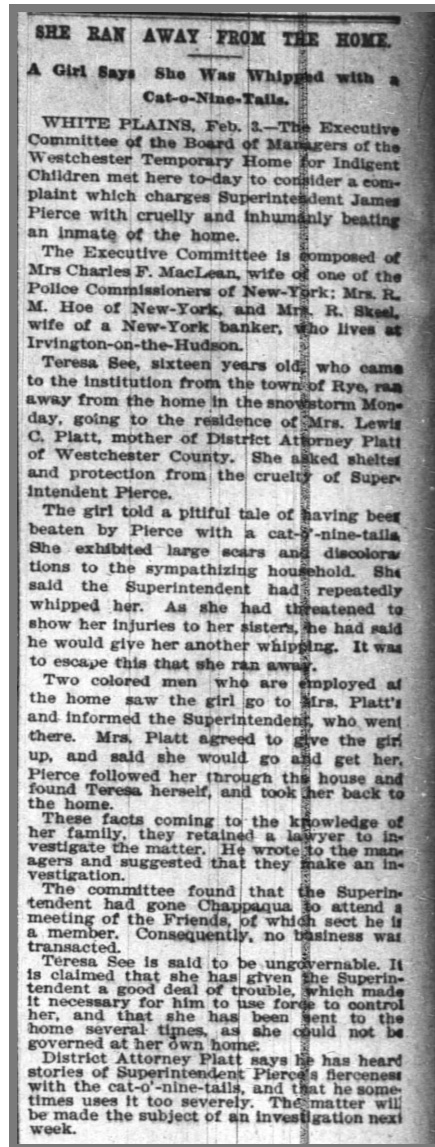 SHE RAN AWAY FROM THE HOME.
A Girl Says She Was Whipped with a
Cat-o-Nine-Tails.
WHITE PLAINS, Feb. 3.—The Executive
Committee of the Board of Managers of the
Westchester Temporary Home for Indigent
Children met here to-day to consider a com-
plaint which charges Superintendent James
Pierce with cruelly and inhumanly beating
an inmate of the home.
The Executive Committee is composed of
Mrs Charles F. MacLean, wife of one of the
Police Commissioners of New-York; Mrs. R.
M. Hoe of New-York, and Mrs. R. Skeel,
wife of a New-York banker, who lives at
Irvington-on-the-Hudson.
Teresa See, sixteen years old, who came
to the institution from the town of Rye, ran
away from the home in the snowstorm Mon-
day, going to the residence of Mrs. Lewis
C. Platt, mother of District Attorney Platt
of Westchester County. She asked shelter
and protection from the cruelty of Super-
intendent Pierce.
The girl told a pitiful tale of having been
beaten by Pierce with a cat-o'-nine-tails.
She exhibited large scars and discolora-
tions to the sympathizing household. She
said the Superintendent had repeatedly
whipped her. As she had threatened to
show her injuries to her sisters, he had said
he would give her another whipping. It was
to escape this that she ran away.
Two colored men who are employed at
the home saw the girl go to Mrs. Platt's
and informed the Superintendent, who went
there. Mrs. Platt agreed to give the girl
up, and said she would go and get her.
Pierce followed her through the house and
found Teresa herself, and took her back to
the home.
These facts coming to the knowledge of
her family, they retained a lawyer to in-
vestigate the matter. He wrote to the man-
agers and suggested that they make an in-
vestigation.
The committee found that the Superin-
tendent had gone Chappaqua to attend a
meeting of the Friends, of which sect he is
a member. Consequently, no business was
transacted.
Teresa See is said to be ungovernable. It
is claimed that she has given the Superin-
tendent a good deal of trouble, which made
it necessary for him to use force to control
her, and that she has been sent to the
home several times, as she could not be
governed at her own home.
District Attorney Platt says he has heard
stories of Superintendent Pierce's fierceness
with the cat-o'-nine-tails, and that he some-
times uses it too severely. The matter will
be made the subject of an investigation next
week.